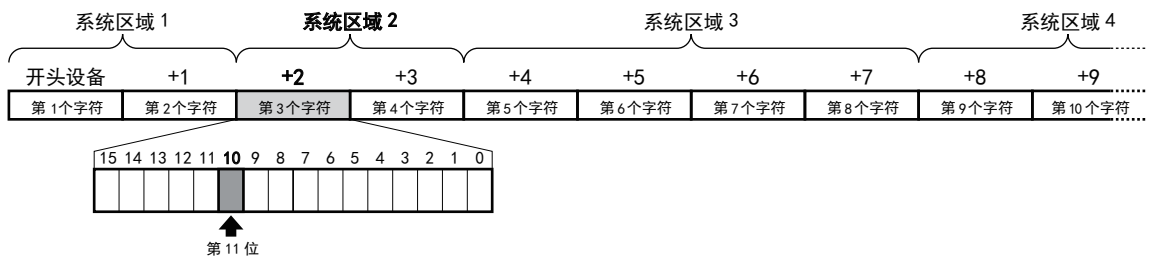 系统区域 1 系统区域 2 系统区域 3 系统区域 4
开头设备 +1 +2 +3 +4 +5 +6 +7 +8 +9
第 1个字符 第 2个字符 第 3个字符 第 4个字符 第 5个字符 第 6个字符 第 7个字符 第 8个字符 第 9个字符 第 10 个字符
15 14 13 12 11 10 9 8 7 6 5 4 3 2 1 0
第 11 位